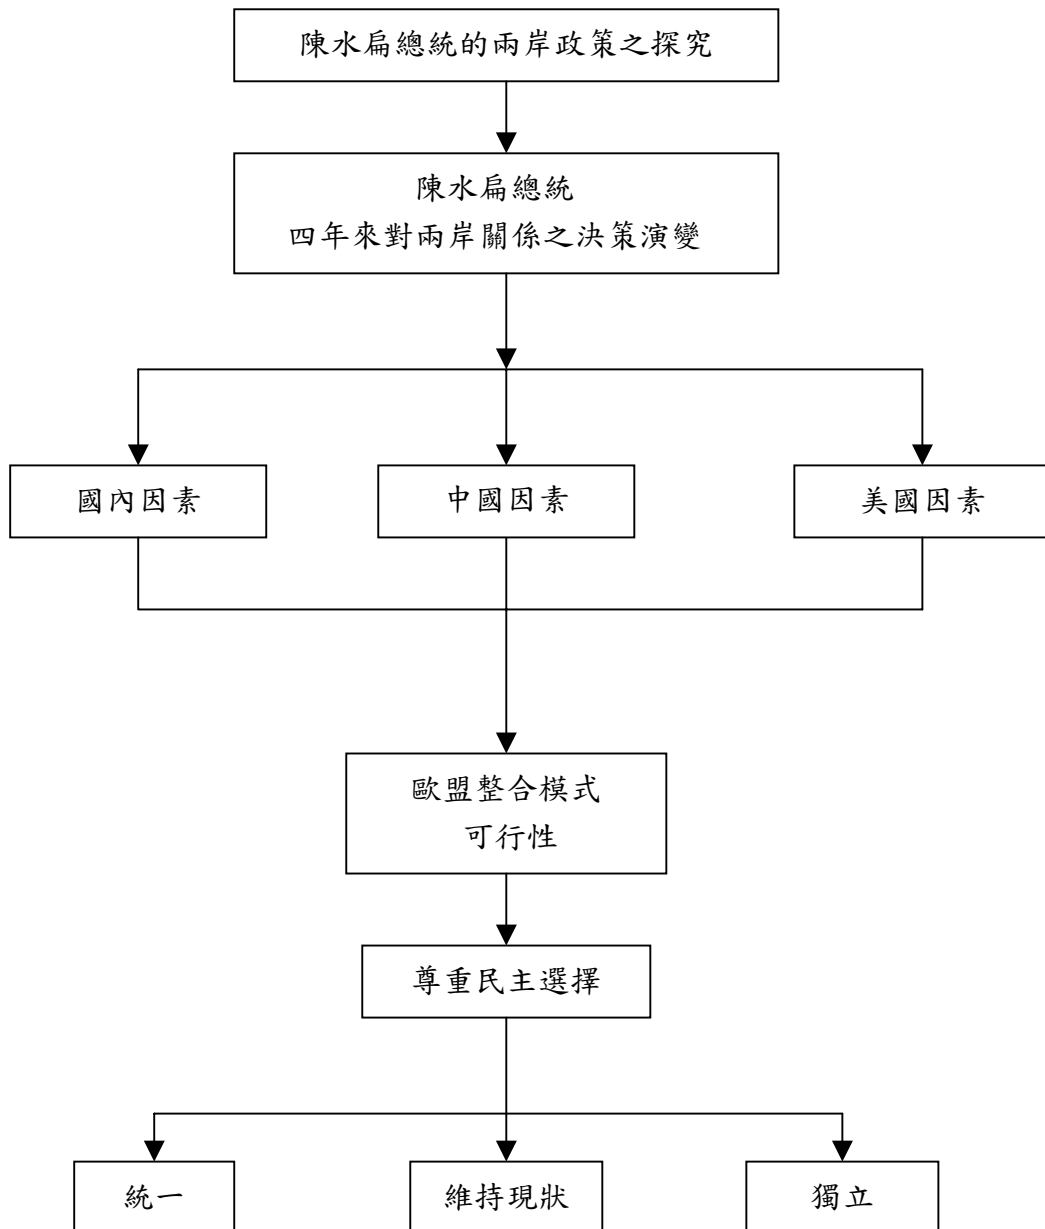 陳水扁總統的兩岸政策之探究
陳水扁總統
四年來對兩岸關係之決策演變
國內因素
中國因素
美國因素
歐盟整合模式
可行性
尊重民主選擇
統一
維持現狀
獨立